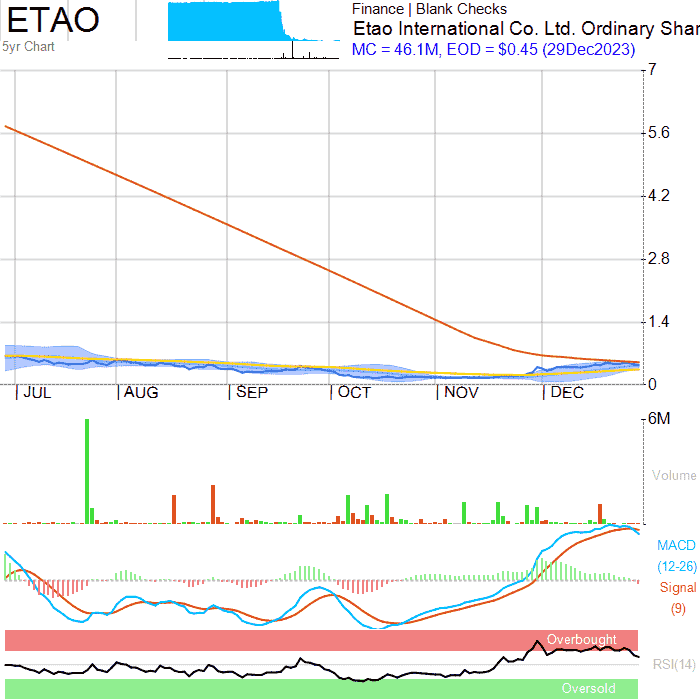 ETAO
5yr Chart
Finance | Blank Checks
Etao International Co. Ltd. Ordinary Shar
MC = 46.1M, EOD = $0.45 (29Dec2023)
7
5.6
4.2
2.8
1.4
0
JUL AUG SEP OCT NOV DEC
6M
Volume
MACD
(12-26)
Signal
(9)
Overbought
RSI(14)
Oversold